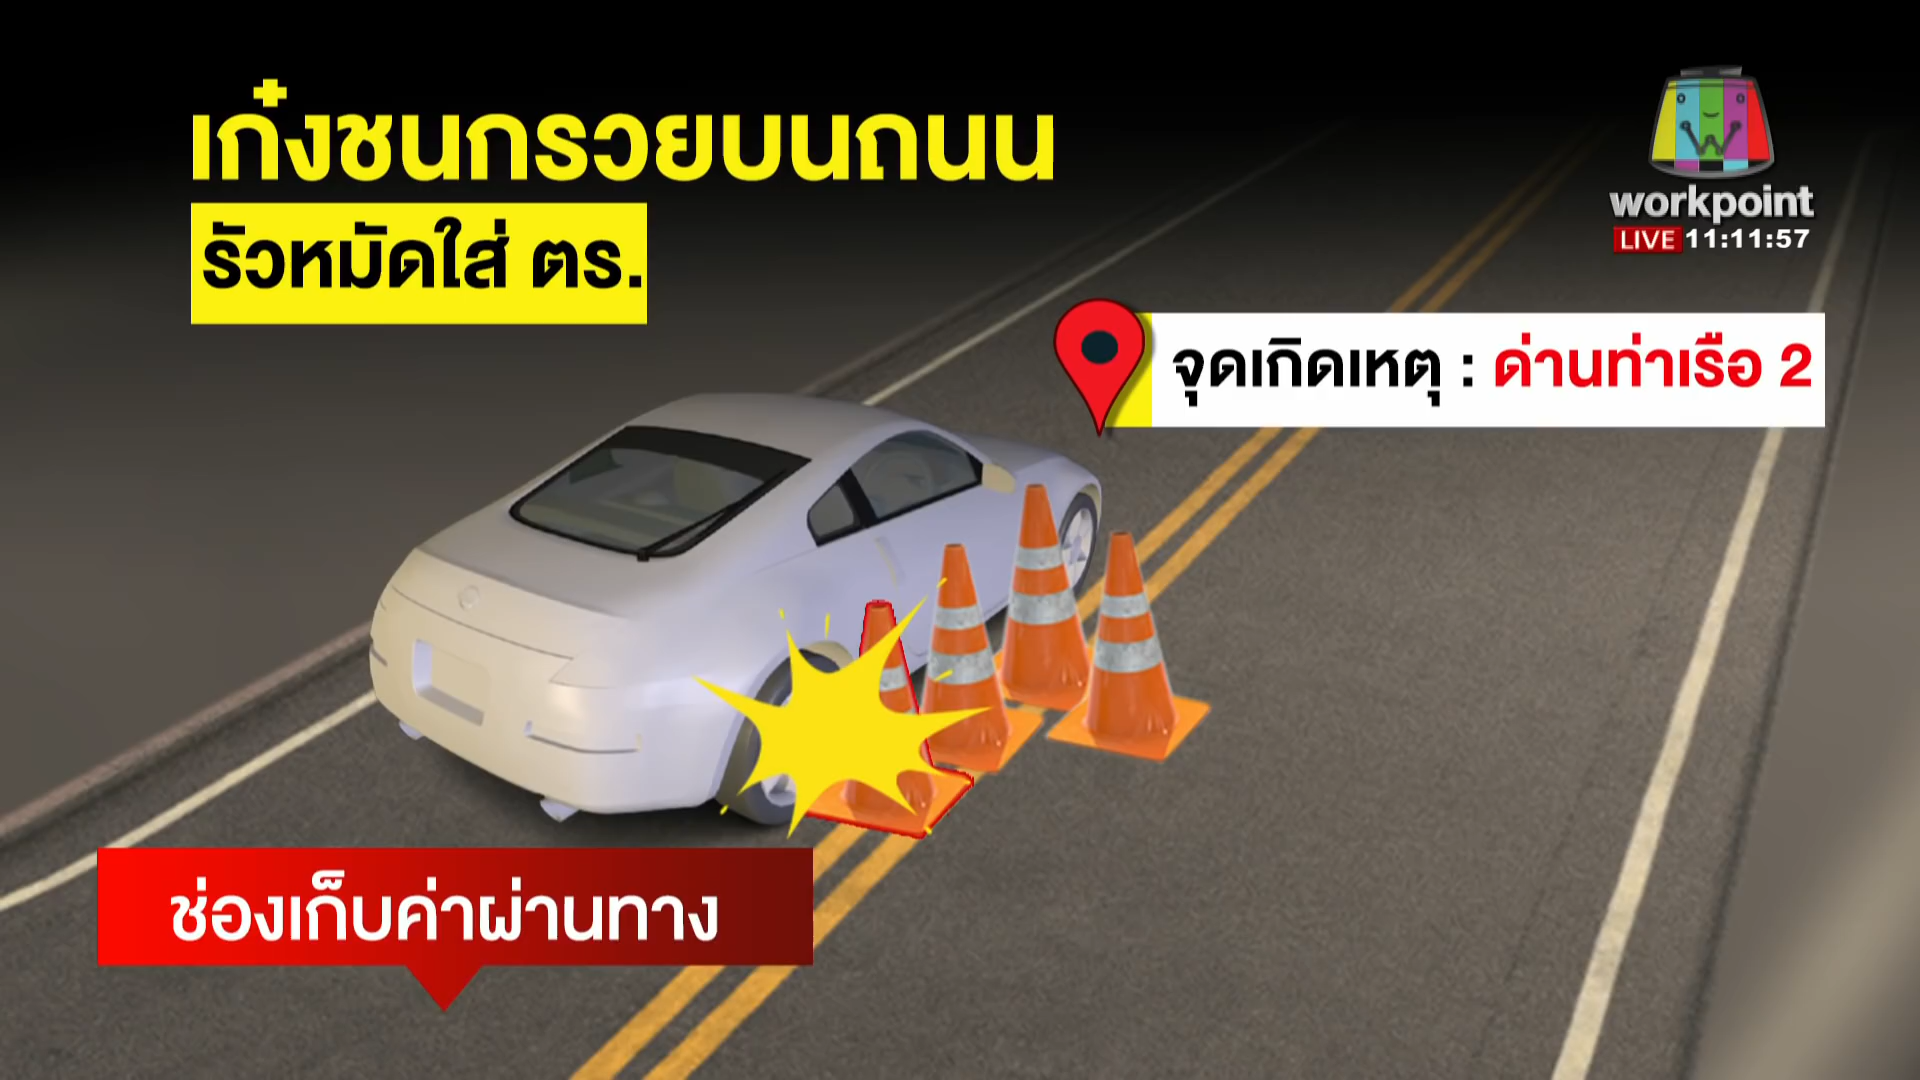 เก๋งชนกรวยบนถนน
รัวหมัดใส่ ตร.
workpoint
LIVE 11:11:57
จุดเกิดเหตุ : ด่านท่าเรือ 2
ช่องเก็บค่าผ่านทาง